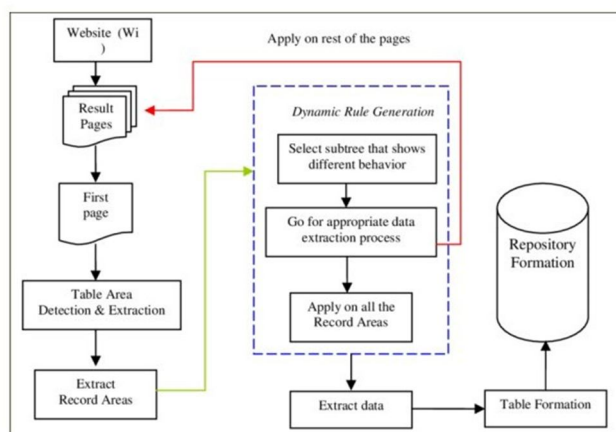 Website (Wi
)
Apply on rest of the pages
Result
Pages
First
page
Table Area
Detection & Extraction
Extract
Record Areas
Dynamic Rule Generation
Select subtree that shows
different behavior
Go for appropriate data
extraction process
Apply on all the
Record Areas
Extract data
Table Formation
Repository
Formation